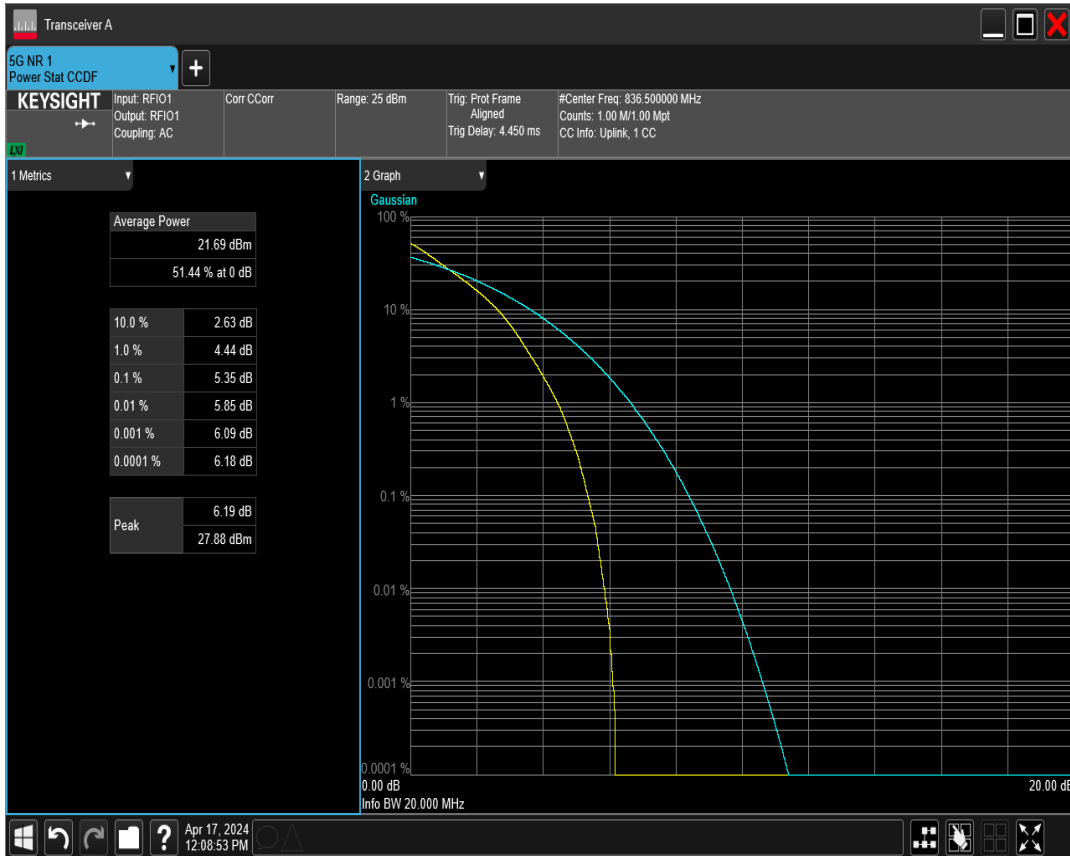 Transceiver A
5G NR 1
Power Stat CCDF
+
KEYSIGHT
LXI
Input: RFIO1
Output: RFIO1
Coupling: AC
Corr CCorr
Range: 25 dBm
Trig: Prot Frame
Aligned
Trig Delay: 4.450 ms
#Center Freq: 836.500000 MHz
Counts: 1.00 M/1.00 Mpt
CC Info: Uplink, 1 CC
1 Metrics
Average Power
21.69 dBm
51.44 % at 0 dB
10.0 % 2.63 dB
1.0 % 4.44 dB
0.1 % 5.35 dB
0.01 % 5.85 dB
0.001 % 6.09 dB
0.0001 % 6.18 dB
Peak
6.19 dB
27.88 dBm
2 Graph
Gaussian
100 %
10 %
1 %
0.1 %
0.01 %
0.001 %
0.0001 %
0.00 dB 20.00 dB
Info BW 20.000 MHz
?
Apr 17, 2024
12:08:53 PM